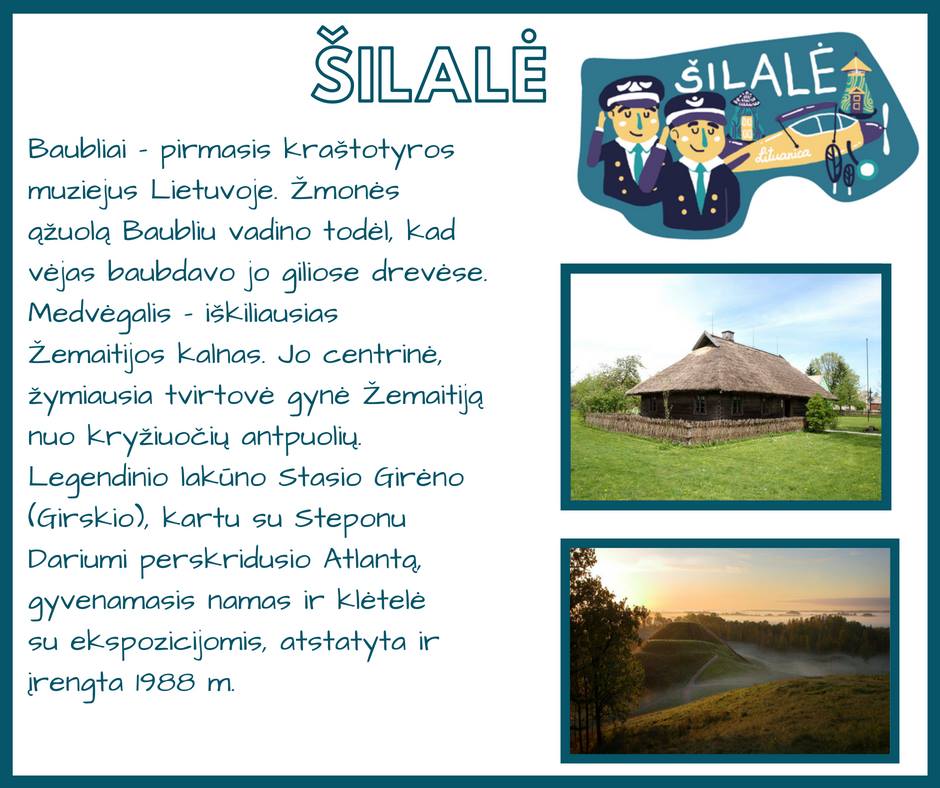 ŠILALĖ
ŠILALĖ
Lituanica
Baubliai - pirmasis kraštotyros
muziejus Lietuvoje. Žmonės
ąžuolą Baubliu vadino todėl, kad
vėjas baubdavo jo giliose drevėse.
Medvėgalis - iškiliausias
Žemaitijos kalnas. Jo centrinė,
žymiausia tvirtovė gynė Žemaitiją
nuo kryžiuočių antpuolių.
Legendinio lakūno Stasio Girėno
(Girskio), kartu su Steponu
Dariumi perskridusio Atlantą,
gyvenamasis namas ir klėtelė
su ekspozicijomis, atstatyta ir
įrengta 1988 m.